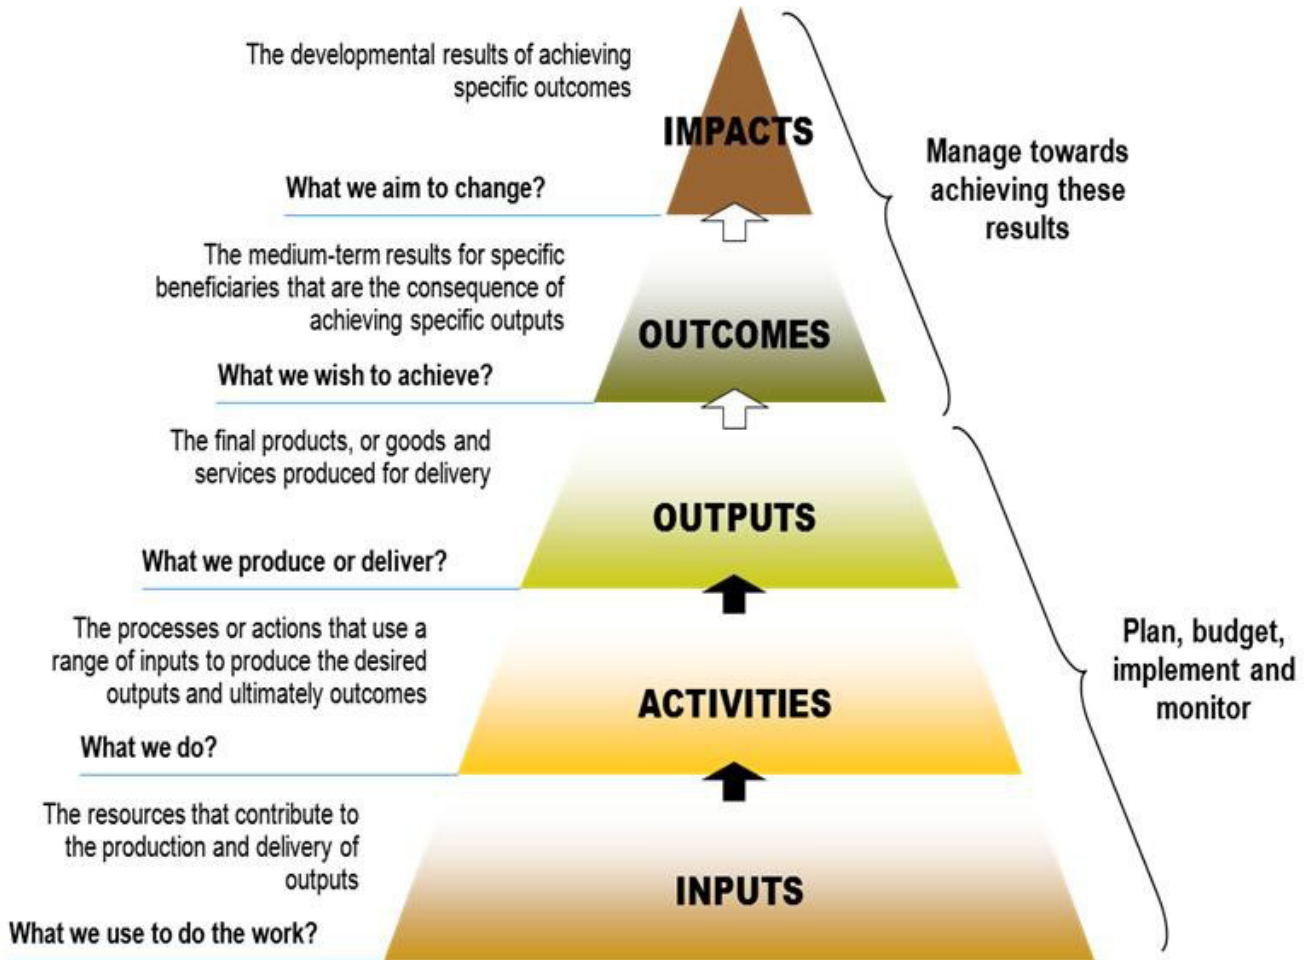 The developmental results of achieving
specific outcomes
IMPACTS
What we aim to change?
Manage towards
achieving these
results
The medium-term results for specific
beneficiaries that are the consequence of
achieving specific outputs
OUTCOMES
What we wish to achieve?
The final products, or goods and
services produced for delivery
OUTPUTS
What we produce or deliver?
The processes or actions that use a
range of inputs to produce the desired
outputs and ultimately outcomes
ACTIVITIES
What we do?
Plan, budget,
implement and
monitor
The resources that contribute to
the production and delivery of
outputs
INPUTS
What we use to do the work?